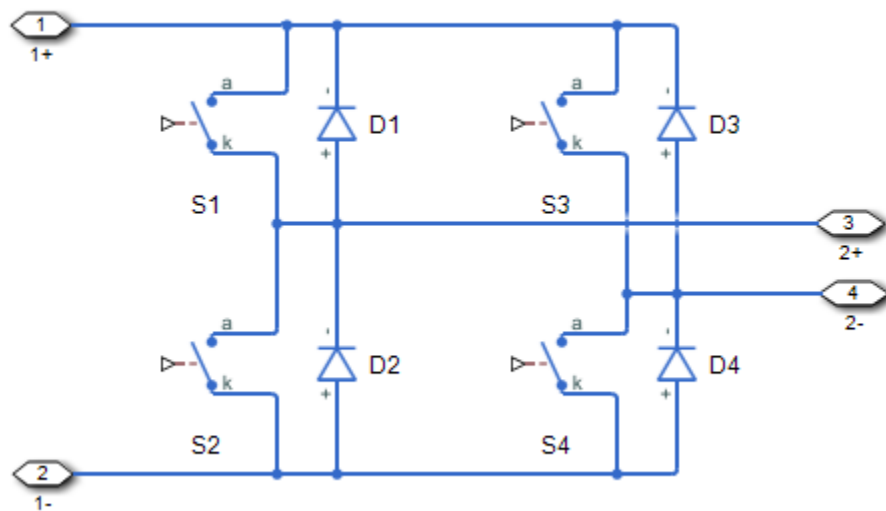 1
1+
a
-
D1
k
+
S1
a
-
D3
k
+
S3
3
2+
4
2-
a
-
D2
k
+
S2
a
-
D4
k
+
S4
2
1-